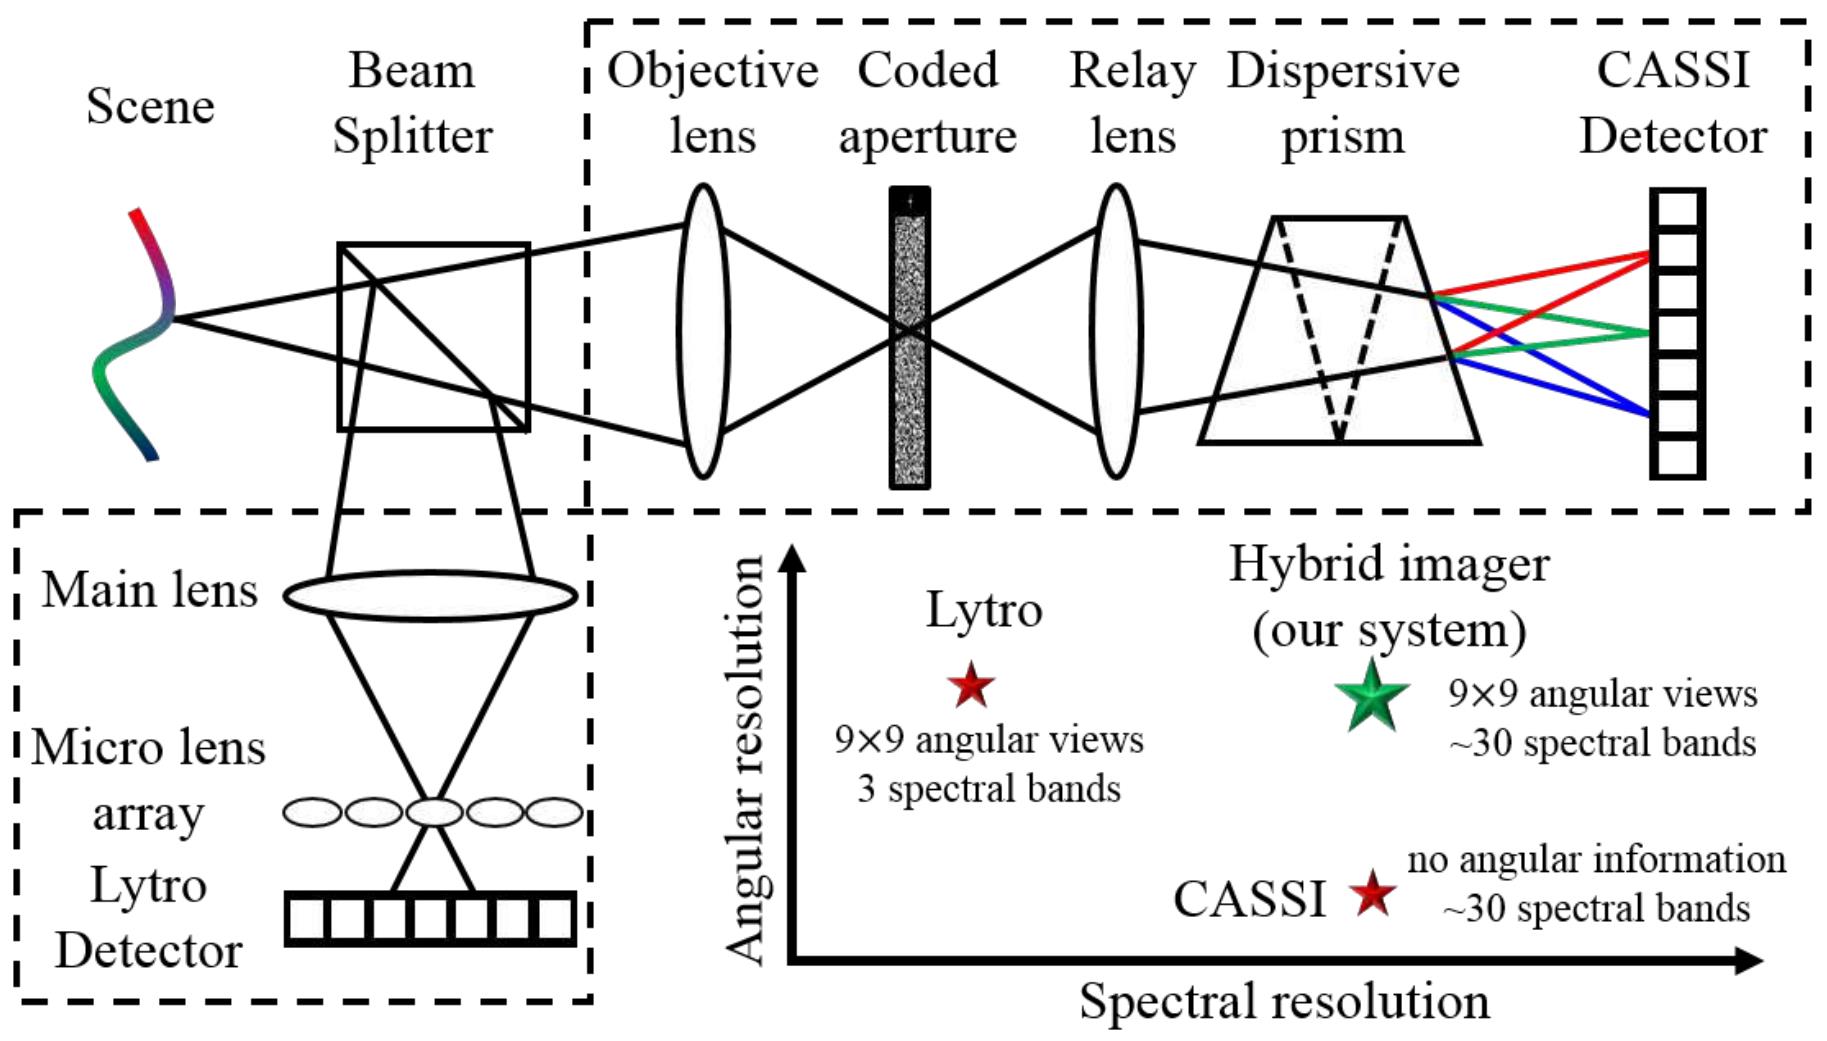 Scene
Beam
Splitter
Objective
lens
Coded
aperture
Relay
lens
Dispersive
prism
CASSI
Detector
Main lens
Micro lens
array
Lytro
Detector
Angular resolution
Lytro
9×9 angular views
3 spectral bands
Hybrid imager
(our system)
9×9 angular views
~30 spectral bands
CASSI
no angular information
~30 spectral bands
Spectral resolution